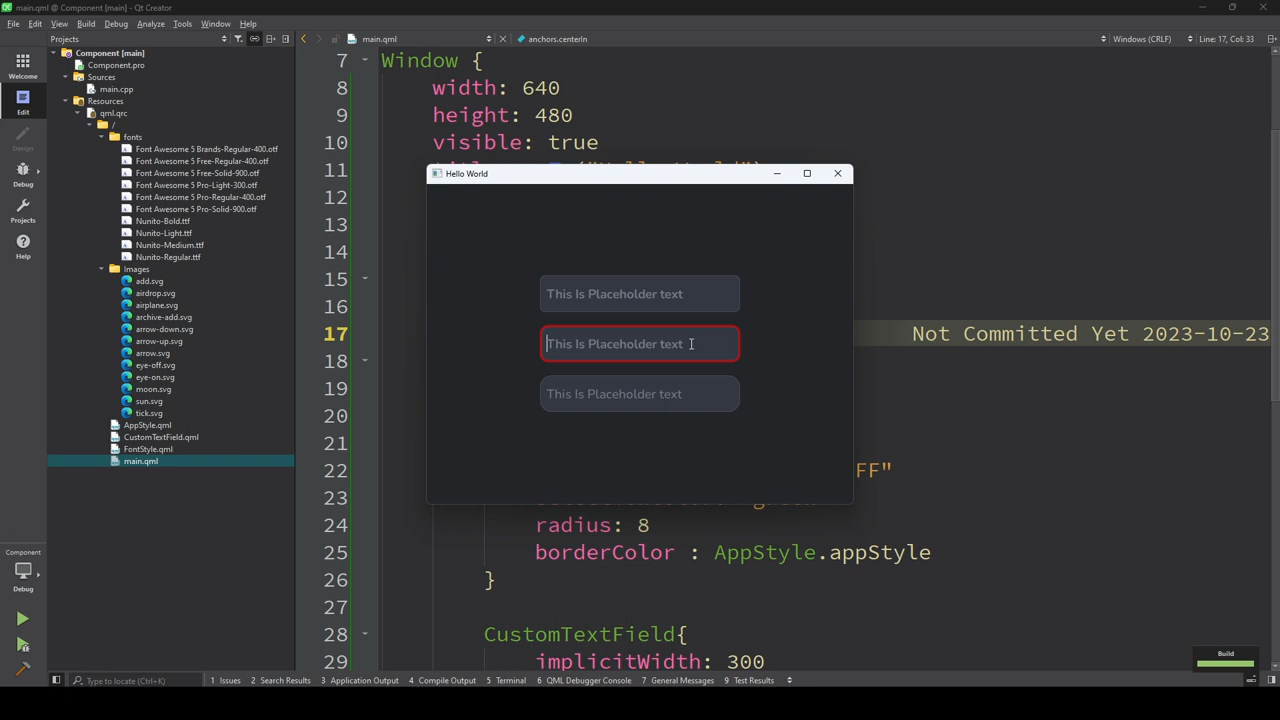 main.qml @ Component [main] - Qt Creator
File Edit View Build Debug Analyze Tools Window Help
Projects
main.qml
anchors.centerIn
Windows (CRLF)
Line: 17, Col: 33
Welcome
Edit
Design
Debug
Projects
Help
Component
Debug
Component [main]
Component.pro
Sources
main.cpp
Resources
qml.qrc
/
fonts
Font Awesome 5 Brands-Regular-400.otf
Font Awesome 5 Free-Regular-400.otf
Font Awesome 5 Free-Solid-900.otf
Font Awesome 5 Pro-Light-300.otf
Font Awesome 5 Pro-Regular-400.otf
Font Awesome 5 Pro-Solid-900.otf
Nunito-Bold.ttf
Nunito-Light.ttf
Nunito-Medium.ttf
Nunito-Regular.ttf
Images
add.svg
airdrop.svg
airplane.svg
archive-add.svg
arrow-down.svg
arrow-up.svg
arrow.svg
eye-off.svg
eye-on.svg
moon.svg
sun.svg
tick.svg
AppStyle.qml
CustomTextField.qml
FontStyle.qml
main.qml
7 Window {
8 width: 640
9 height: 480
10 visible: true
11
12
13
14
15
16
17 Not Committed Yet 2023-10-23
18
19
20
21
22 FF"
23
24 radius: 8
25 borderColor : AppStyle.appStyle
26 }
27
28 CustomTextField{
29 implicitWidth: 300
Hello World
This Is Placeholder text
This Is Placeholder text
This Is Placeholder text
Build
Type to locate (Ctrl+K)
1 Issues 2 Search Results 3 Application Output 4 Compile Output 5 Terminal 6 QML Debugger Console 7 General Messages 9 Test Results